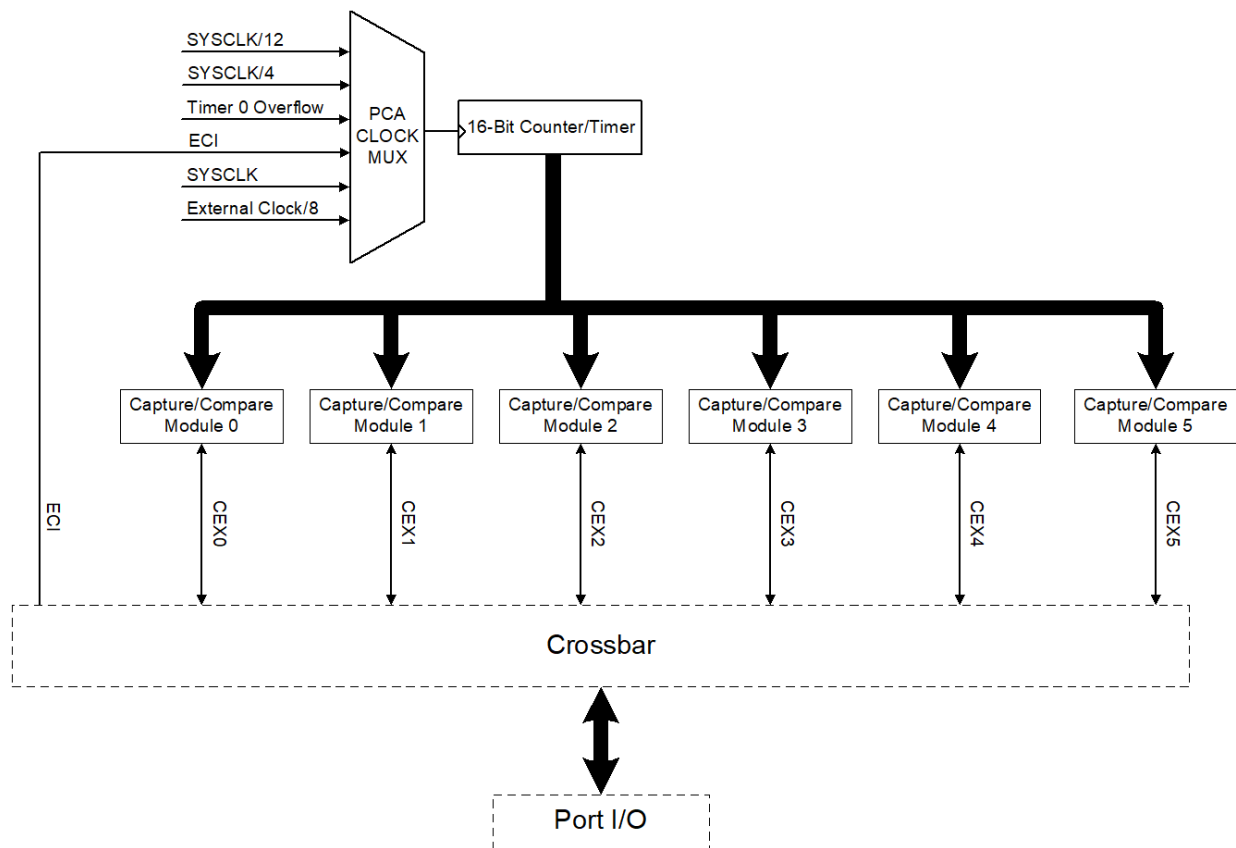 SYSCLK/12
SYSCLK/4
Timer 0 Overflow
ECI
SYSCLK
External Clock/8
PCA
CLOCK
MUX
16-Bit Counter/Timer
Capture/Compare
Module 0
Capture/Compare
Module 1
Capture/Compare
Module 2
Capture/Compare
Module 3
Capture/Compare
Module 4
Capture/Compare
Module 5
ECI
CEX0
CEX1
CEX2
CEX3
CEX4
CEX5
Crossbar
Port I/O